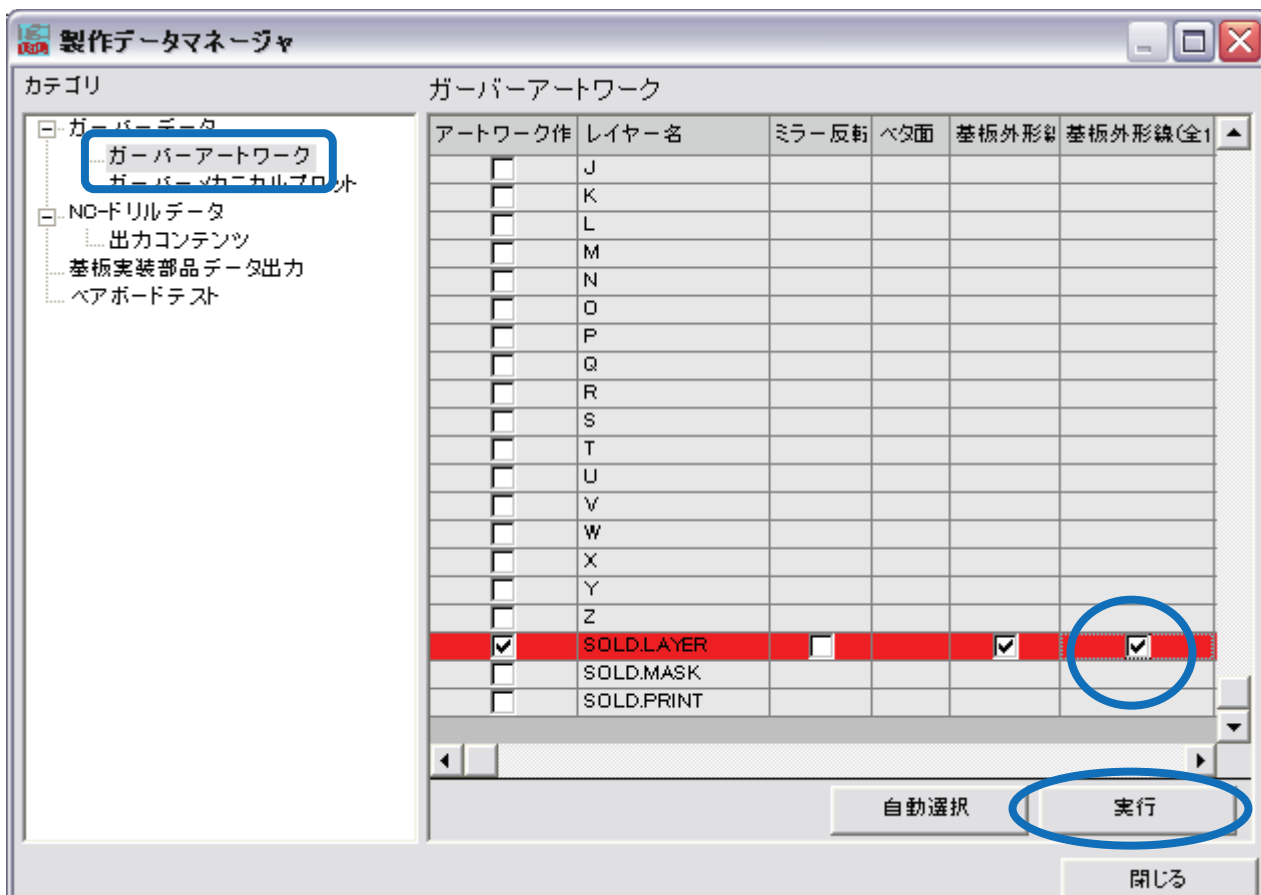 製作データマネージャ
カテゴリ
ガーバーデータ
ガーバーアートワーク
ガーバーメカニカルプロット
NC-ドリルデータ
出力コンテンツ
基板実装部品データ出力
ベアボードテスト
ガーバーアートワーク
アートワーク作 レイヤー名 ミラー反転 ベタ面 基板外形線 基板外形線(全1
J
K
L
M
N
O
P
Q
R
S
T
U
V
W
X
Y
Z
SOLD.LAYER
SOLD.MASK
SOLD.PRINT
自動選択 実行
閉じる